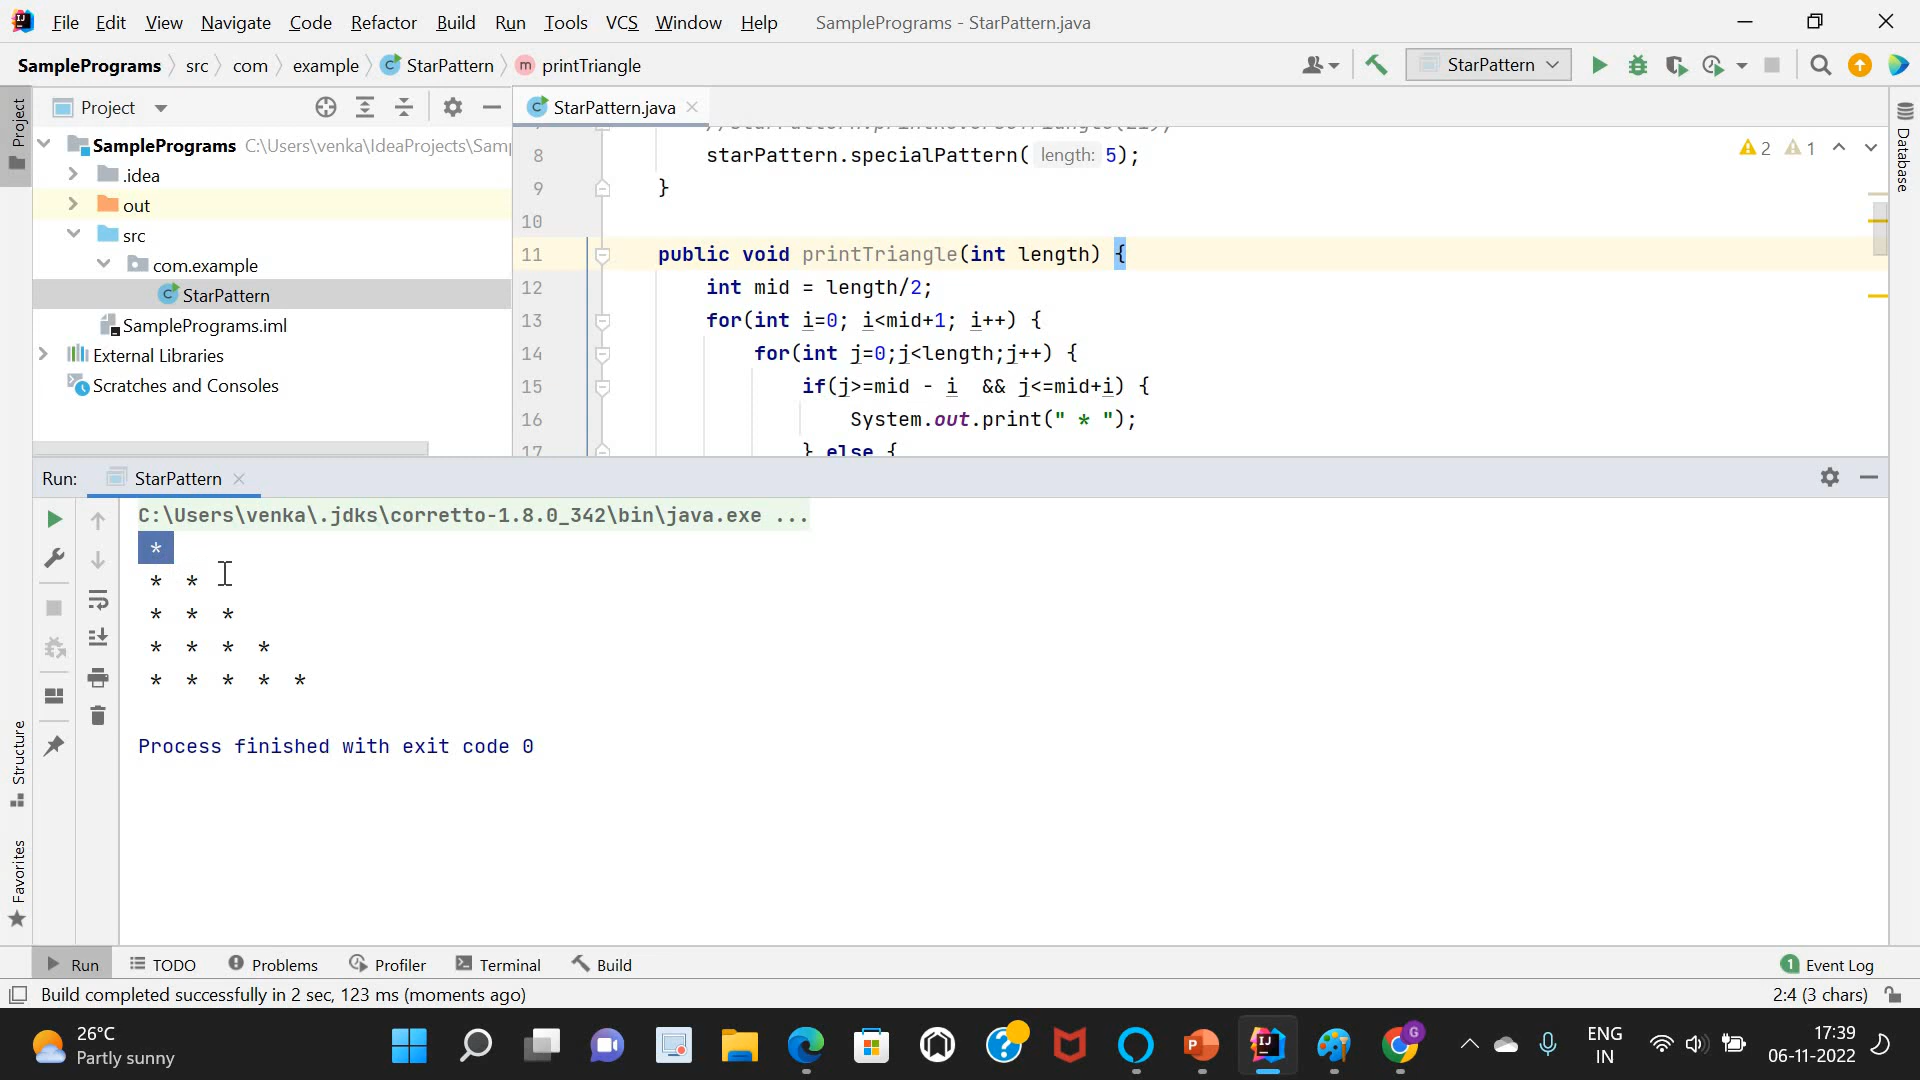 File Edit View Navigate Code Refactor Build Run Tools VCS Window Help SamplePrograms - StarPattern.java
SamplePrograms src com example StarPattern m printTriangle StarPattern
Project
Project
StarPattern.java
SamplePrograms C:\Users\venka\IdeaProjects\Sam
.idea
out
src
com.example
StarPattern
SamplePrograms.iml
External Libraries
Scratches and Consoles
8 starPattern.specialPattern( length: 5);
2 1
9 }
10
11 public void printTriangle(int length) {
12 int mid = length/2;
13 for(int i=0; i<mid+1; i++) {
14 for(int j=0;j<length;j++) {
15 if(j>=mid - i && j<=mid+i) {
16 System.out.print(" * ");
17 } else {
Database
Run: StarPattern
C:\Users\venka\.jdks\corretto-1.8.0_342\bin\java.exe ...
*
* *
* * *
* * * *
* * * * *
Process finished with exit code 0
Structure
Favorites
Run TODO Problems Profiler Terminal Build 1 Event Log
Build completed successfully in 2 sec, 123 ms (moments ago) 2:4 (3 chars)
26°C
Partly sunny
ENG
IN
17:39
06-11-2022